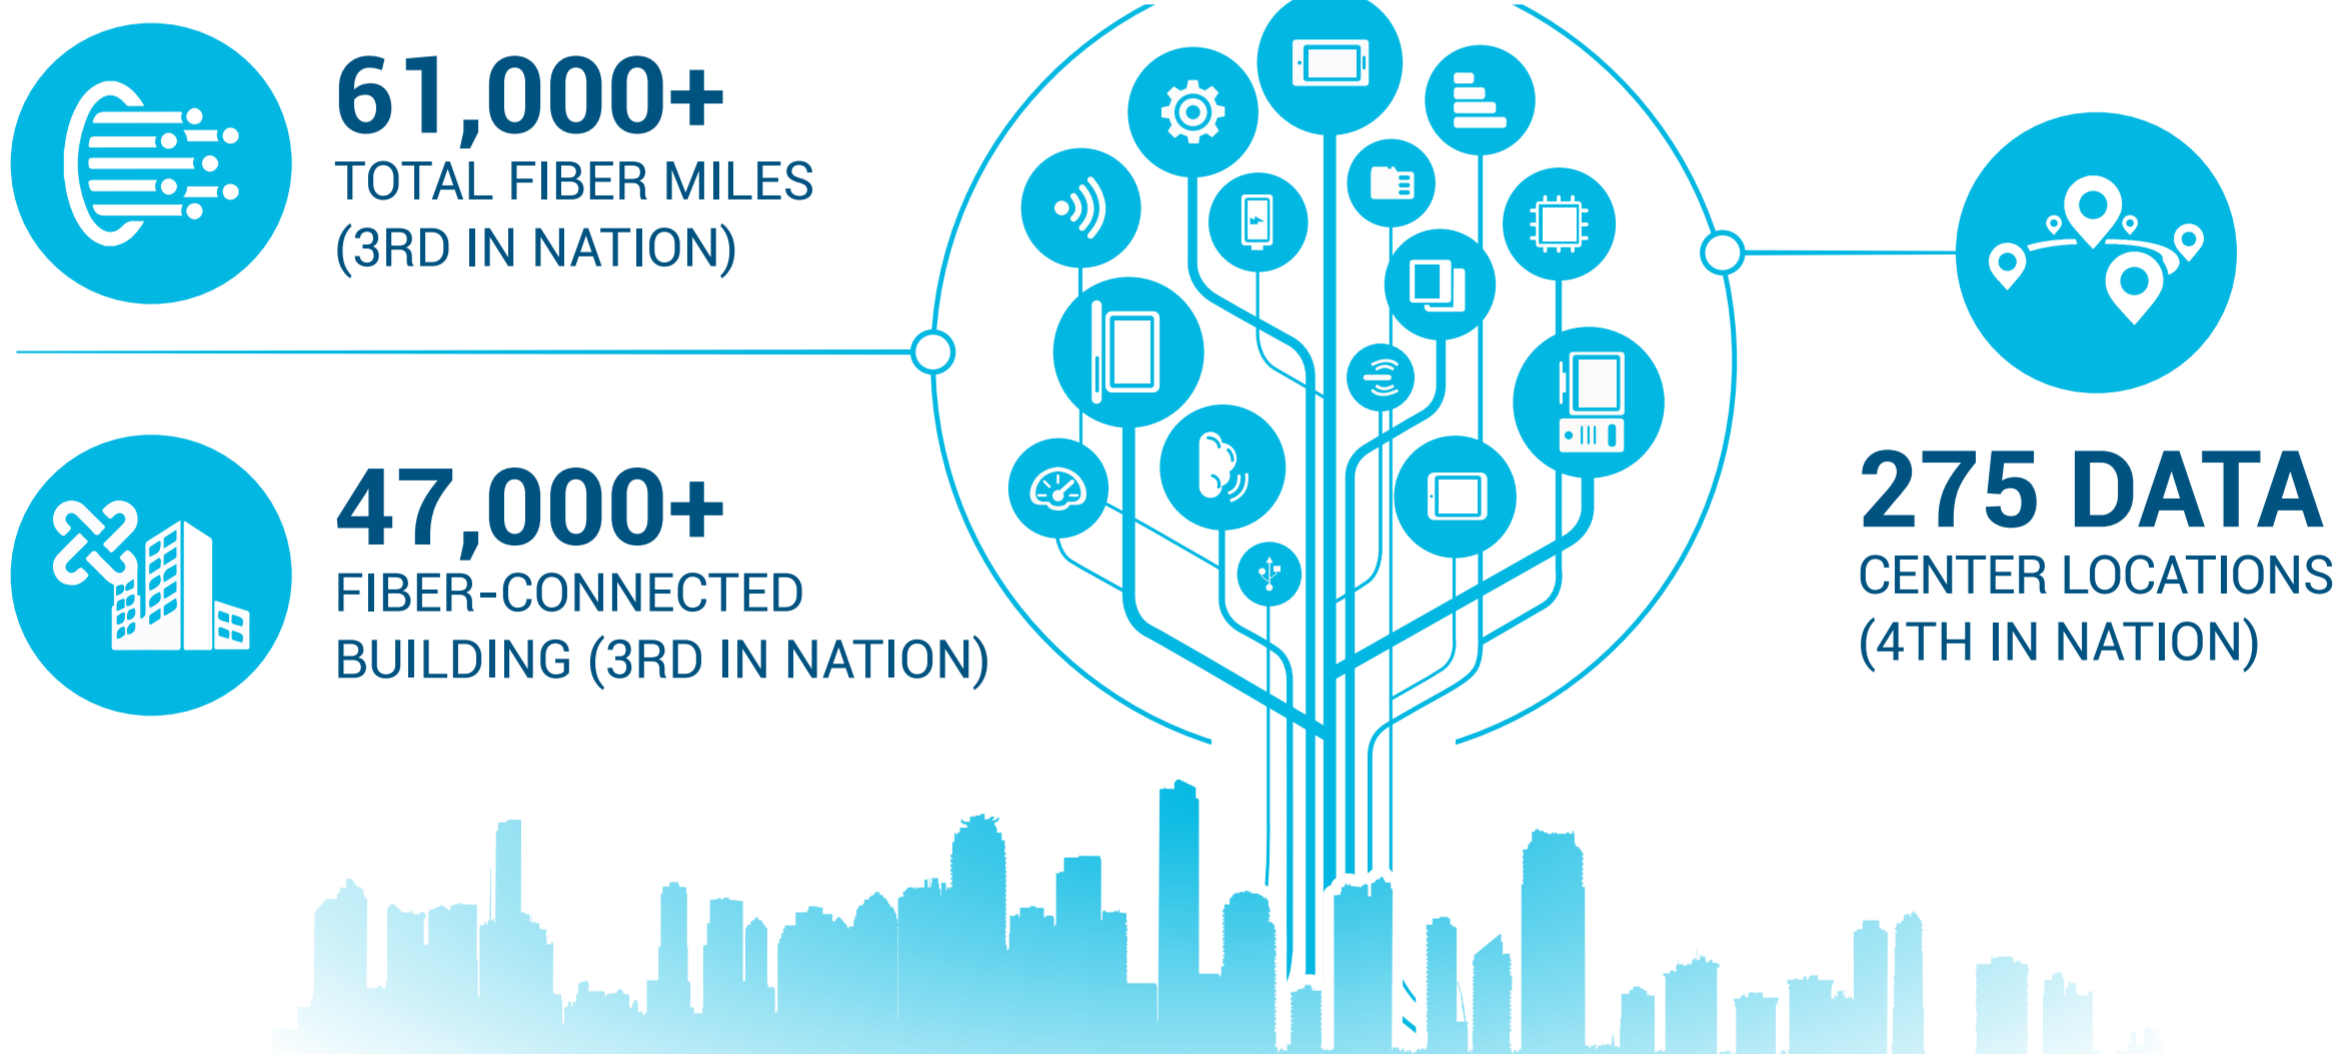 61,000+
TOTAL FIBER MILES
(3RD IN NATION)
47,000+
FIBER-CONNECTED
BUILDING (3RD IN NATION)
275 DATA
CENTER LOCATIONS
(4TH IN NATION)